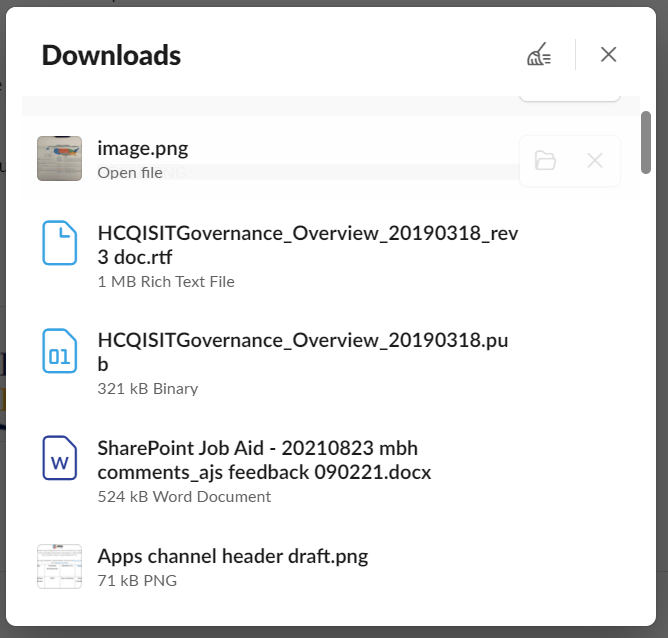 Downloads
image.png
Open file
HCQISITGovernance_Overview_20190318_rev
3 doc.rtf
1 MB Rich Text File
HCQISITGovernance_Overview_20190318.pu
b
01
321 kB Binary
SharePoint Job Aid - 20210823 mbh
comments_ajs feedback 090221.docx
W
524 kB Word Document
Apps channel header draft.png
71 kB PNG